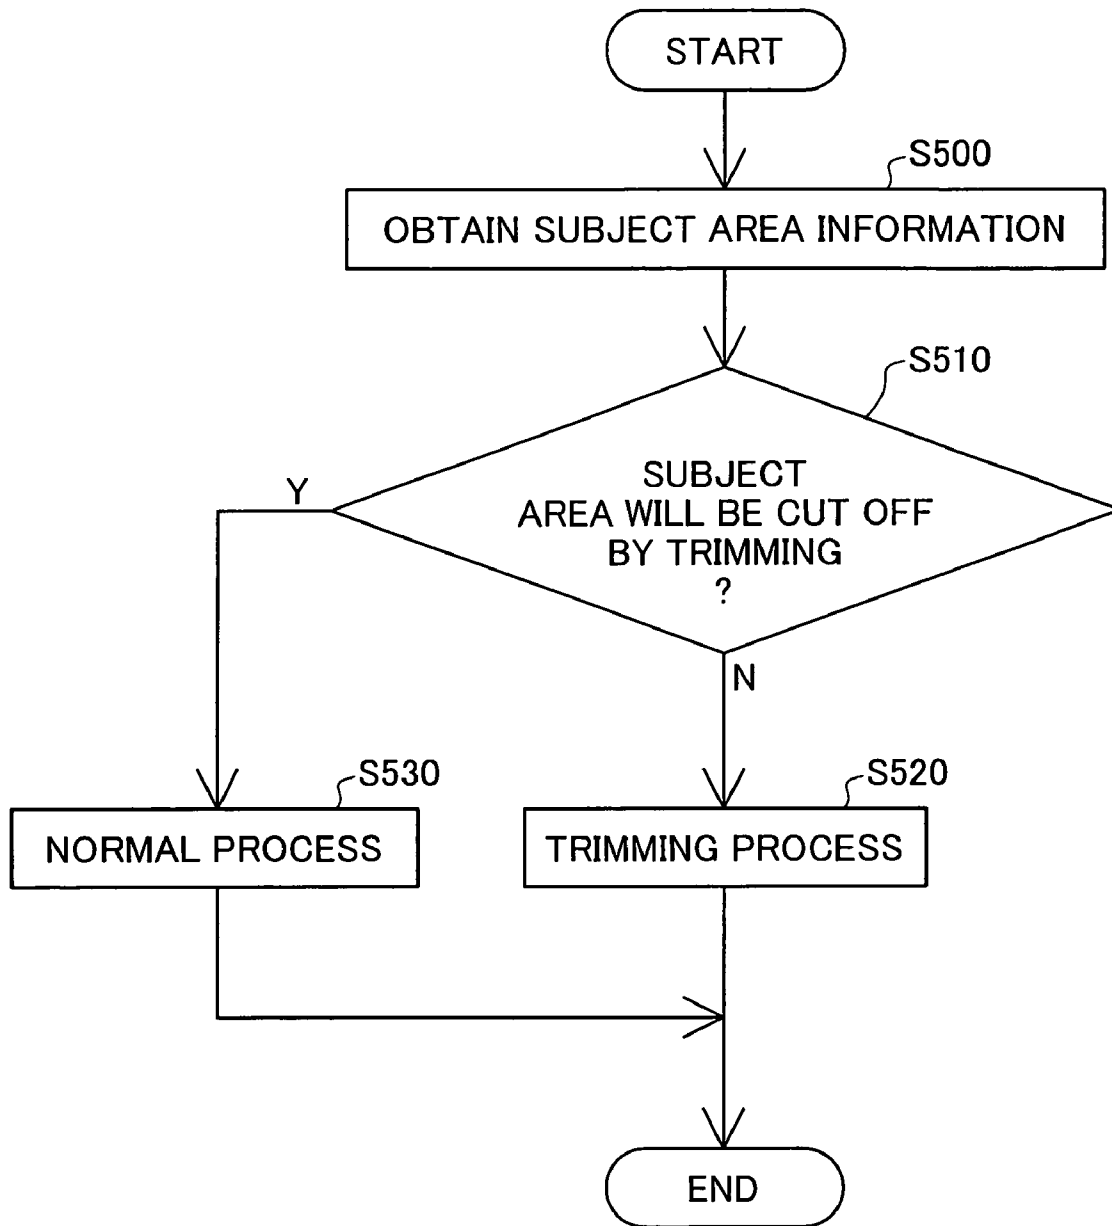 START
S500
OBTAIN SUBJECT AREA INFORMATION
S510
SUBJECT
AREA WILL BE CUT OFF
BY TRIMMING
?
Y
N
S530
NORMAL PROCESS
S520
TRIMMING PROCESS
END